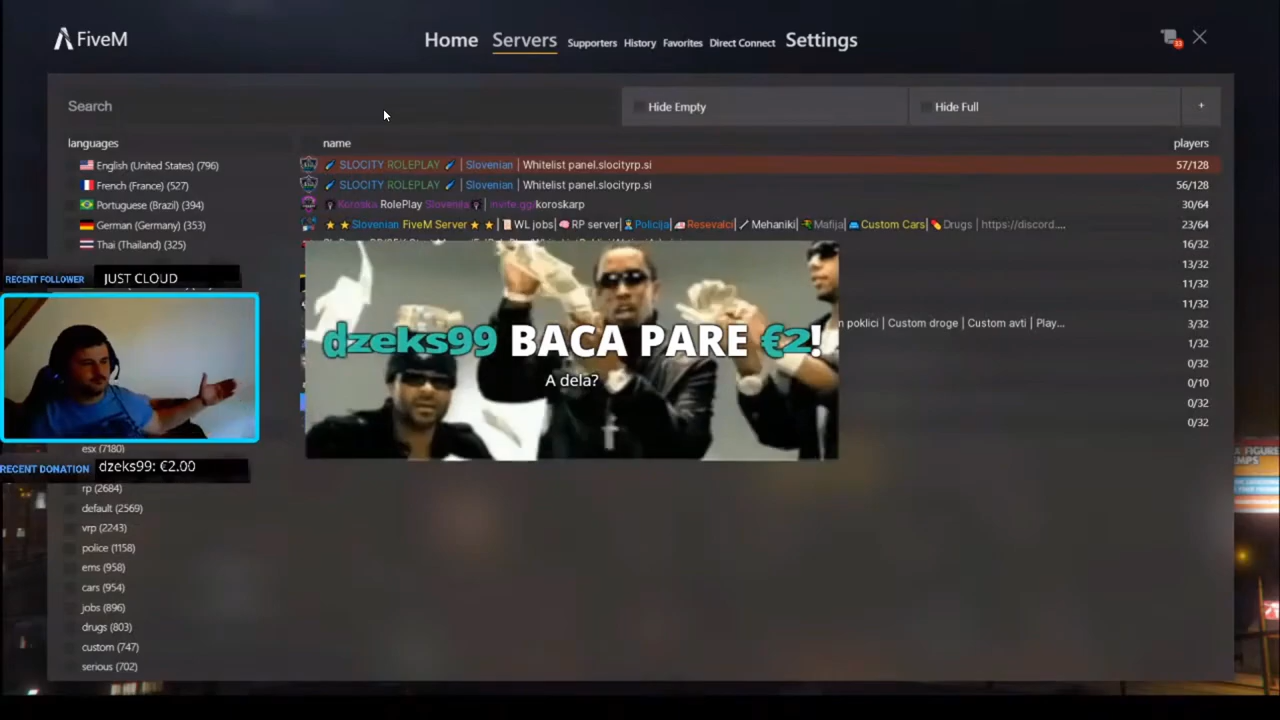 FiveM
Home Servers Supporters History Favorites Direct Connect Settings
33
Search
Hide Empty
Hide Full
+
languages
name
players
English (United States) (796)
SLOCITY ROLEPLAY | Slovenian | Whitelist panel.slocityrp.si
57/128
French (France) (527)
SLOCITY ROLEPLAY | Slovenian | Whitelist panel.slocityrp.si
56/128
Portuguese (Brazil) (394)
Koroska RolePlay Slovenia | invite.gg/koroskarp
30/64
German (Germany) (353)
Slovenian FiveM Server | WL jobs| RP server| Policija| Resevalci| Mehaniki| Mafija| Custom Cars| Drugs | https://discord....
23/64
Thai (Thailand) (325)
16/32
13/32
RECENT FOLLOWER JUST CLOUD
11/32
11/32
n poklici | Custom droge | Custom avti | Play...
3/32
dzeks99 BACA PARE €2!
1/32
0/32
A dela?
0/10
0/32
0/32
esx (7180)
RECENT DONATION dzeks99: €2.00
rp (2684)
default (2569)
vrp (2243)
police (1158)
ems (958)
cars (954)
jobs (896)
drugs (803)
custom (747)
serious (702)